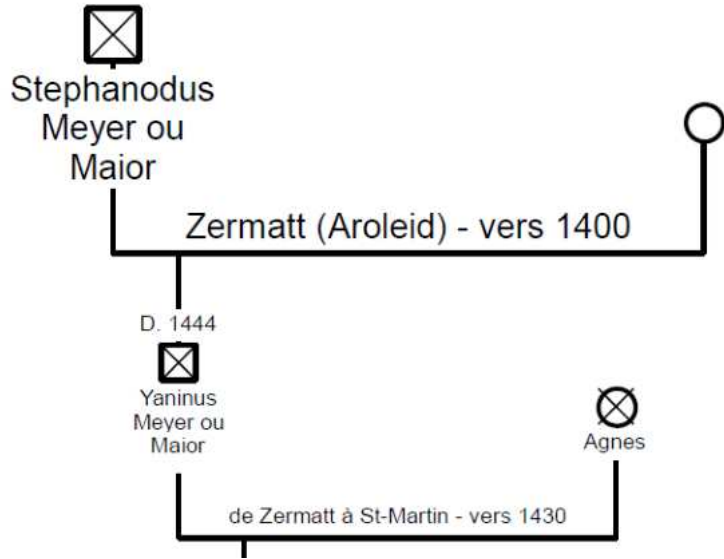 Stephanodus
Meyer ou
Maior
Zermatt (Aroleid) - vers 1400
D. 1444
Yaninus
Meyer ou
Maior
Agnes
de Zermatt à St-Martin - vers 1430